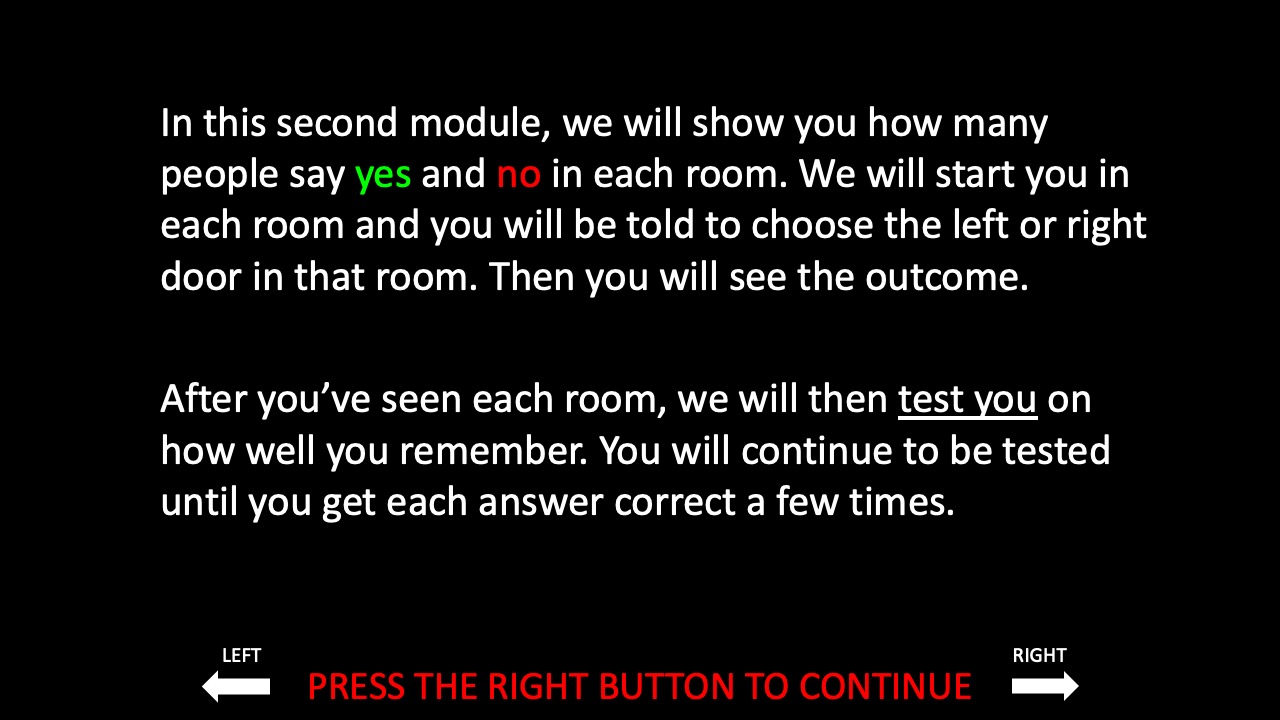 In this second module, we will show you how many
people say yes and no in each room. We will start you in
each room and you will be told to choose the left or right
door in that room. Then you will see the outcome.
After you’ve seen each room, we will then test you on
how well you remember. You will continue to be tested
until you get each answer correct a few times.
LEFT
RIGHT
PRESS THE RIGHT BUTTON TO CONTINUE